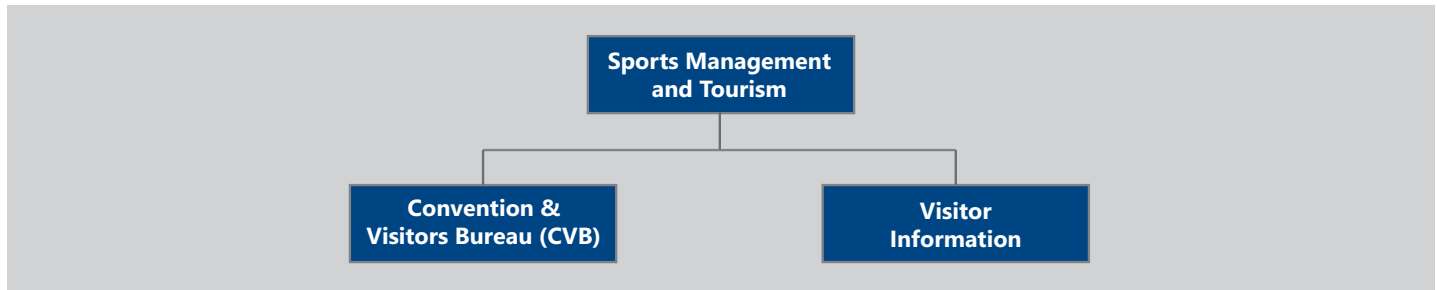 Sports Management
and Tourism
Convention &
Visitors Bureau (CVB)
Visitor
Information